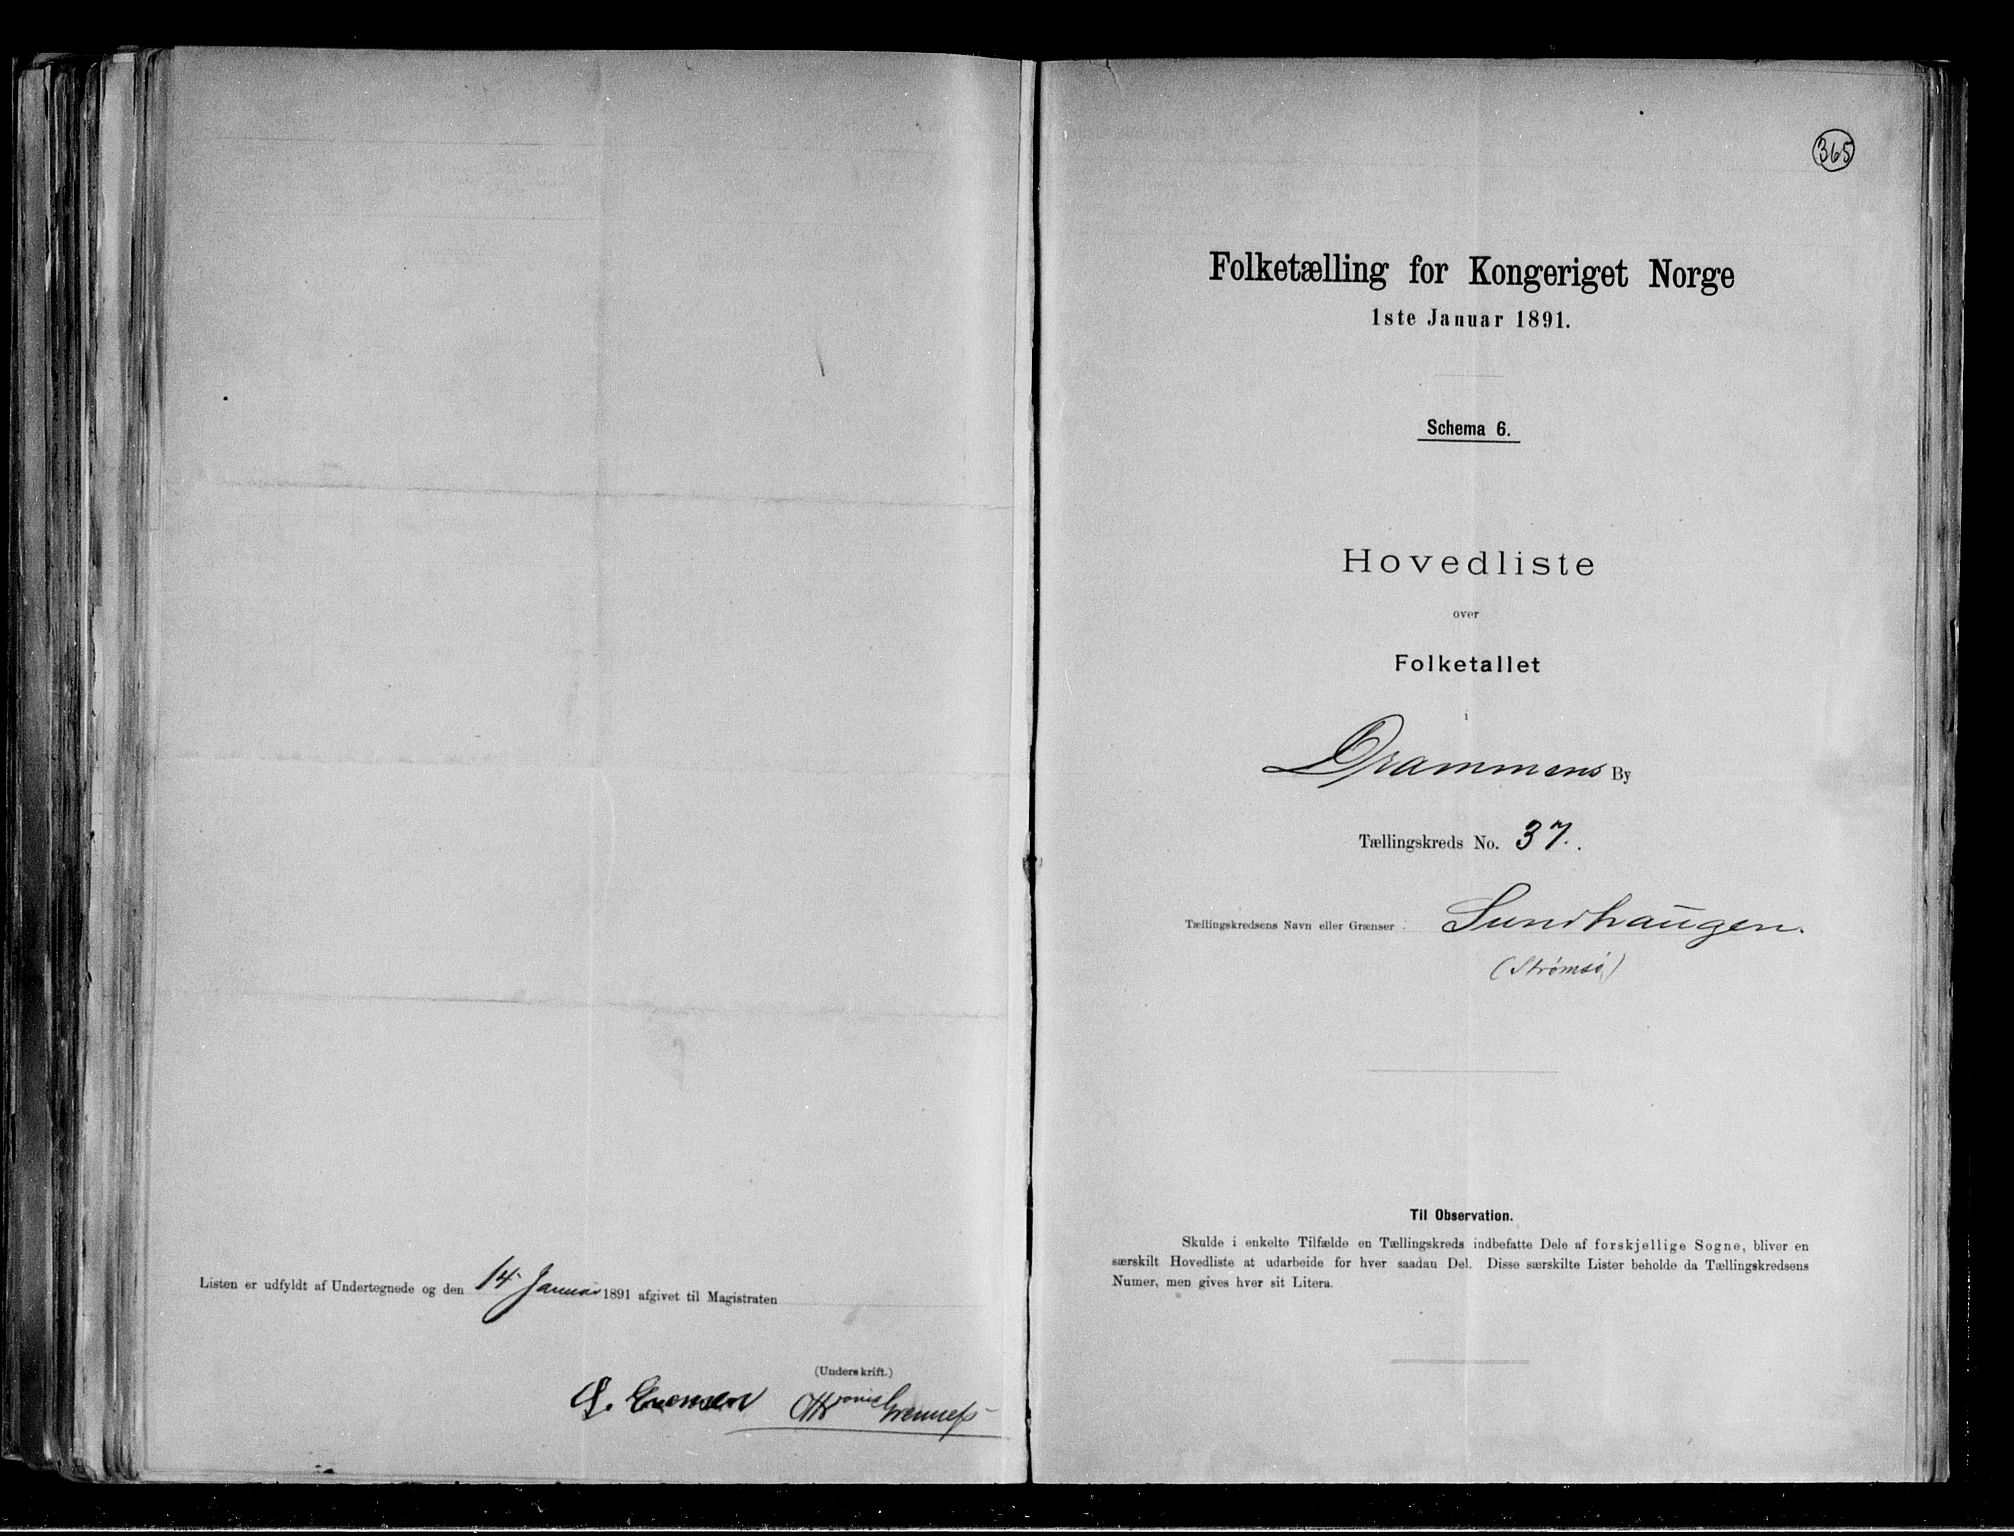 Listen er udfyldt af Undertegnede og den 14 Januar 1891 afgivet til Magistraten
(Underskrift.)
365
Folketælling for Kongeriget Norge
1ste Januar 1891.
Schema 6.
Hovedliste
over
Folketallet
i
Drammens By
Tællingskreds No. 37.
Tællingskredsens Navn eller Grænser: Sundhaugen.
(Strømsø)
Til Observation.
Skulde i enkelte Tilfælde en Tællingskreds indbefatte Dele af forskjellige Sogne, bliver en
særskilt Hovedliste at udarbeide for hver saadan Del. Disse særskilte Lister beholde da Tællingskredsens
Numer, men gives hver sit Litera.